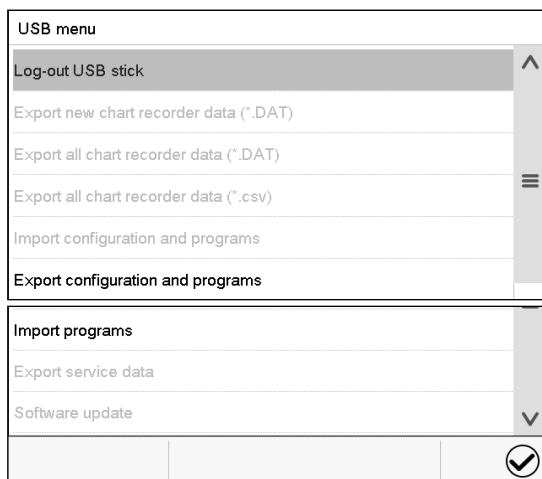 USB menu
Log-out USB stick
Export new chart recorder data (*.DAT)
Export all chart recorder data (*.DAT)
Export all chart recorder data (*.csv)
Import configuration and programs
Export configuration and programs
Import programs
Export service data
Software update